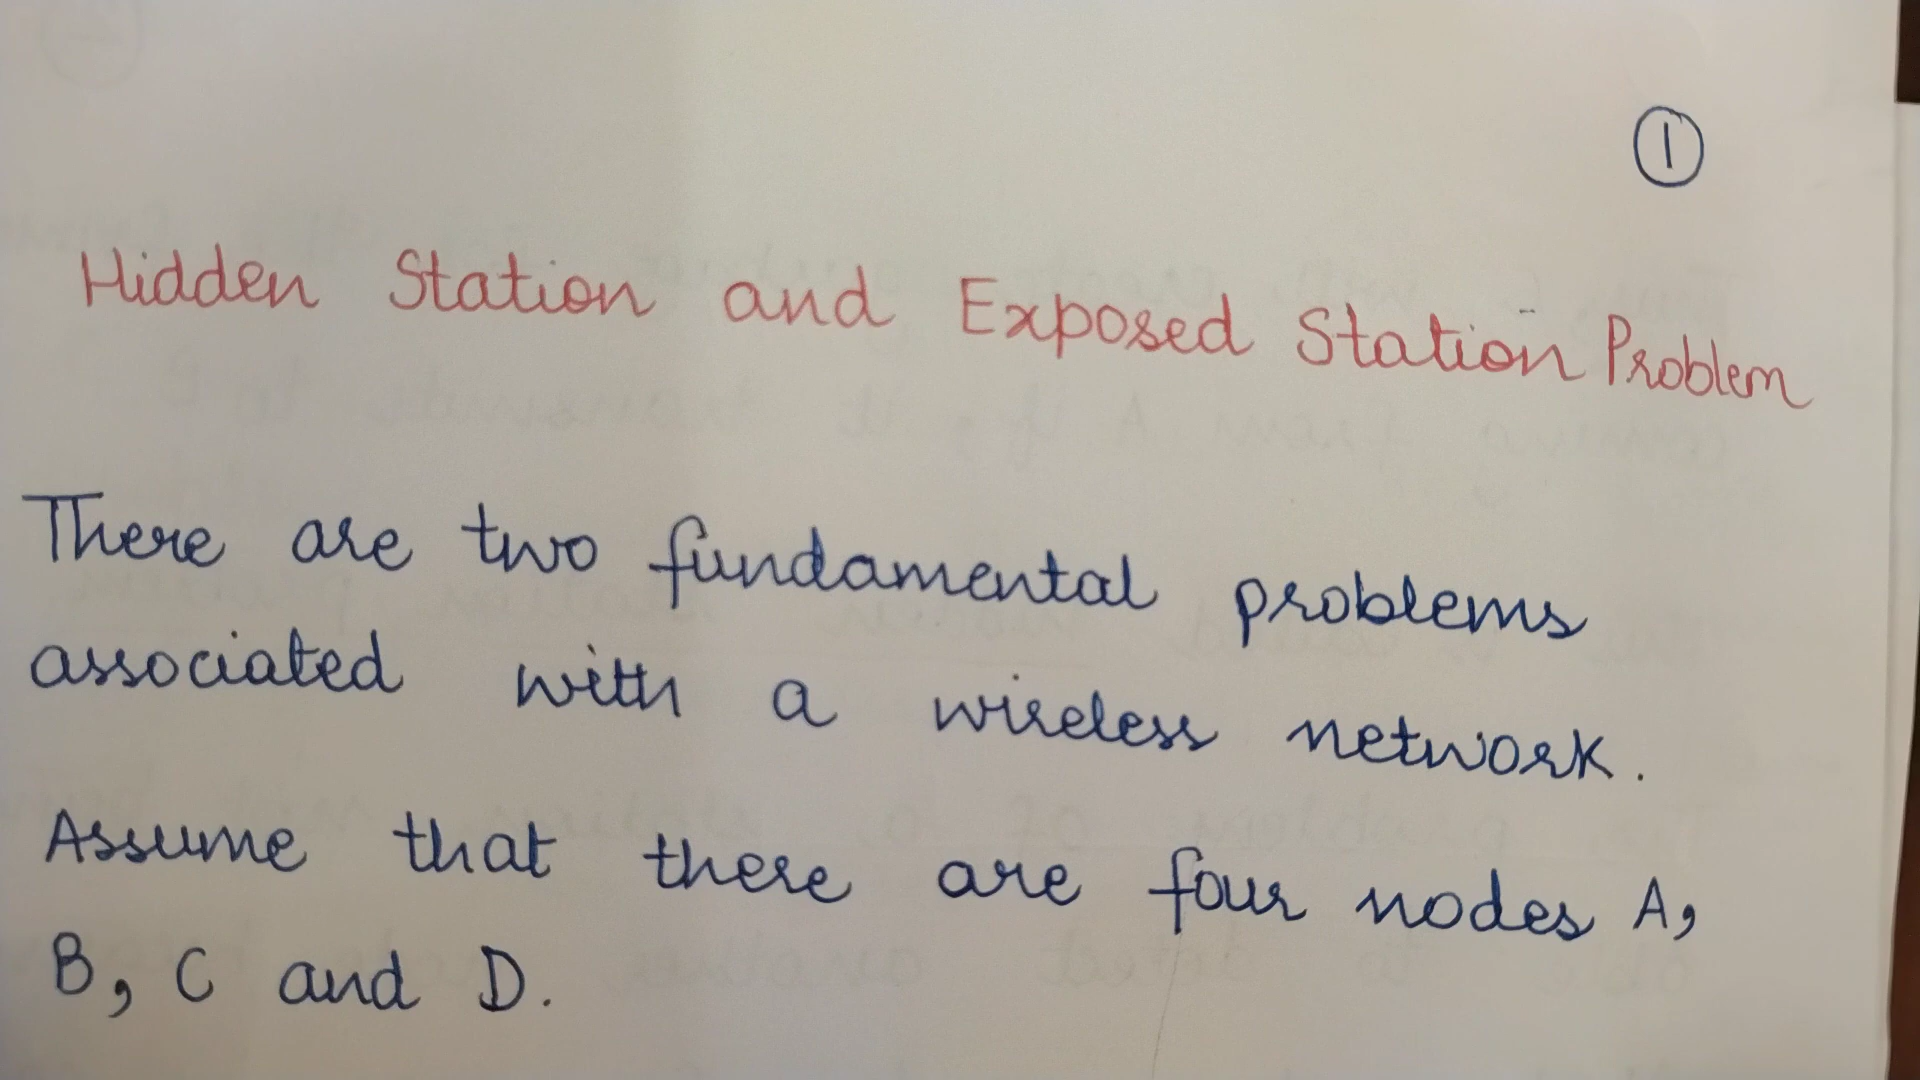 1
Hidden Station and Exposed Station Problem
There are two fundamental problems
associated with a wireless network.
Assume that there are four nodes A,
B, C and D.